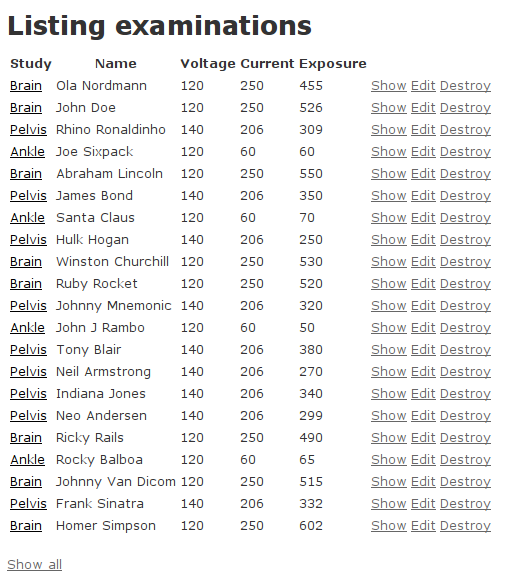 Listing examinations
Study Name Voltage Current Exposure
Brain Ola Nordmann 120 250 455 Show Edit Destroy
Brain John Doe 120 250 526 Show Edit Destroy
Pelvis Rhino Ronaldinho 140 206 309 Show Edit Destroy
Ankle Joe Sixpack 120 60 60 Show Edit Destroy
Brain Abraham Lincoln 120 250 550 Show Edit Destroy
Pelvis James Bond 140 206 350 Show Edit Destroy
Ankle Santa Claus 120 60 70 Show Edit Destroy
Pelvis Hulk Hogan 140 206 250 Show Edit Destroy
Brain Winston Churchill 120 250 530 Show Edit Destroy
Brain Ruby Rocket 120 250 520 Show Edit Destroy
Pelvis Johnny Mnemonic 140 206 320 Show Edit Destroy
Ankle John J Rambo 120 60 50 Show Edit Destroy
Pelvis Tony Blair 140 206 380 Show Edit Destroy
Pelvis Neil Armstrong 140 206 270 Show Edit Destroy
Pelvis Indiana Jones 140 206 340 Show Edit Destroy
Pelvis Neo Andersen 140 206 299 Show Edit Destroy
Brain Ricky Rails 120 250 490 Show Edit Destroy
Ankle Rocky Balboa 120 60 65 Show Edit Destroy
Brain Johnny Van Dicom 120 250 515 Show Edit Destroy
Pelvis Frank Sinatra 140 206 332 Show Edit Destroy
Brain Homer Simpson 120 250 602 Show Edit Destroy
Show all